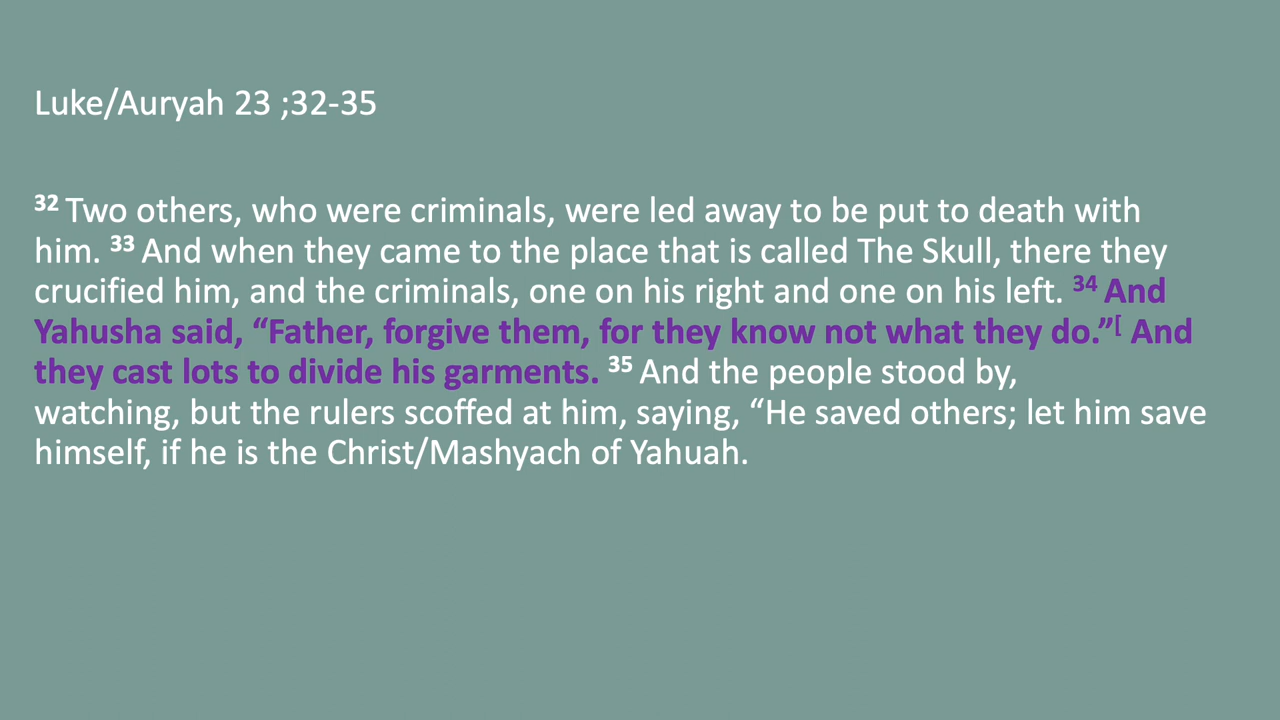 Luke/Auryah 23 ;32-35
32 Two others, who were criminals, were led away to be put to death with
him. 33 And when they came to the place that is called The Skull, there they
crucified him, and the criminals, one on his right and one on his left. 34 And
Yahusha said, “Father, forgive them, for they know not what they do.”[ And
they cast lots to divide his garments. 35 And the people stood by,
watching, but the rulers scoffed at him, saying, “He saved others; let him save
himself, if he is the Christ/Mashyach of Yahuah.